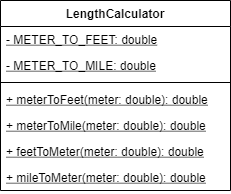 LengthCalculator
- METER_TO_FEET: double
- METER_TO_MILE: double
+ meterToFeet(meter: double): double
+ meterToMile(meter: double): double
+ feetToMeter(meter: double): double
+ mileToMeter(meter: double): double